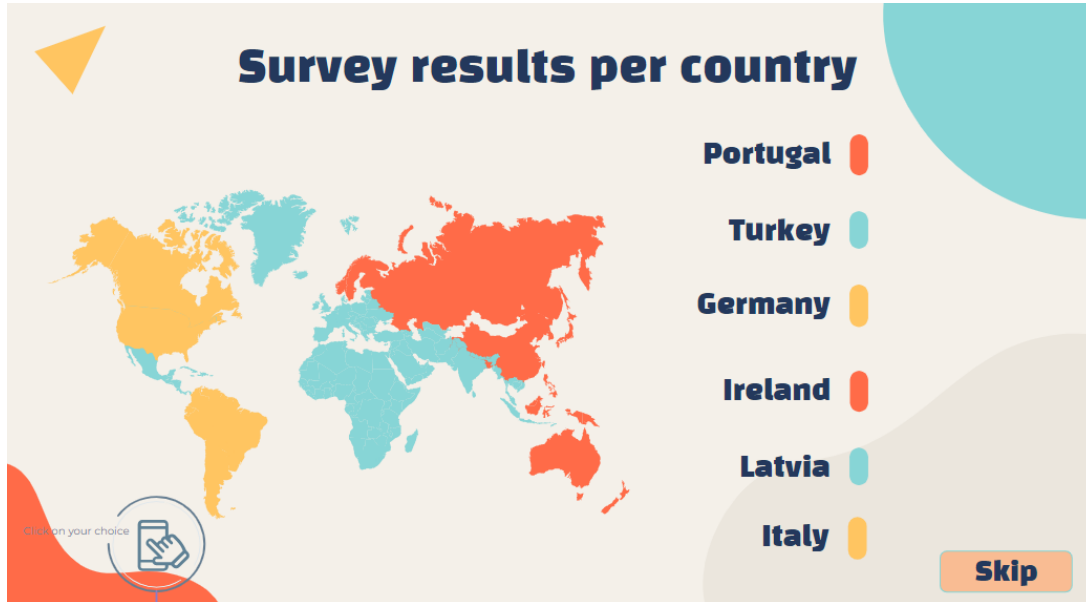 Survey results per country
Portugal
Turkey
Germany
Ireland
Latvia
Italy
Click on your choice
Skip